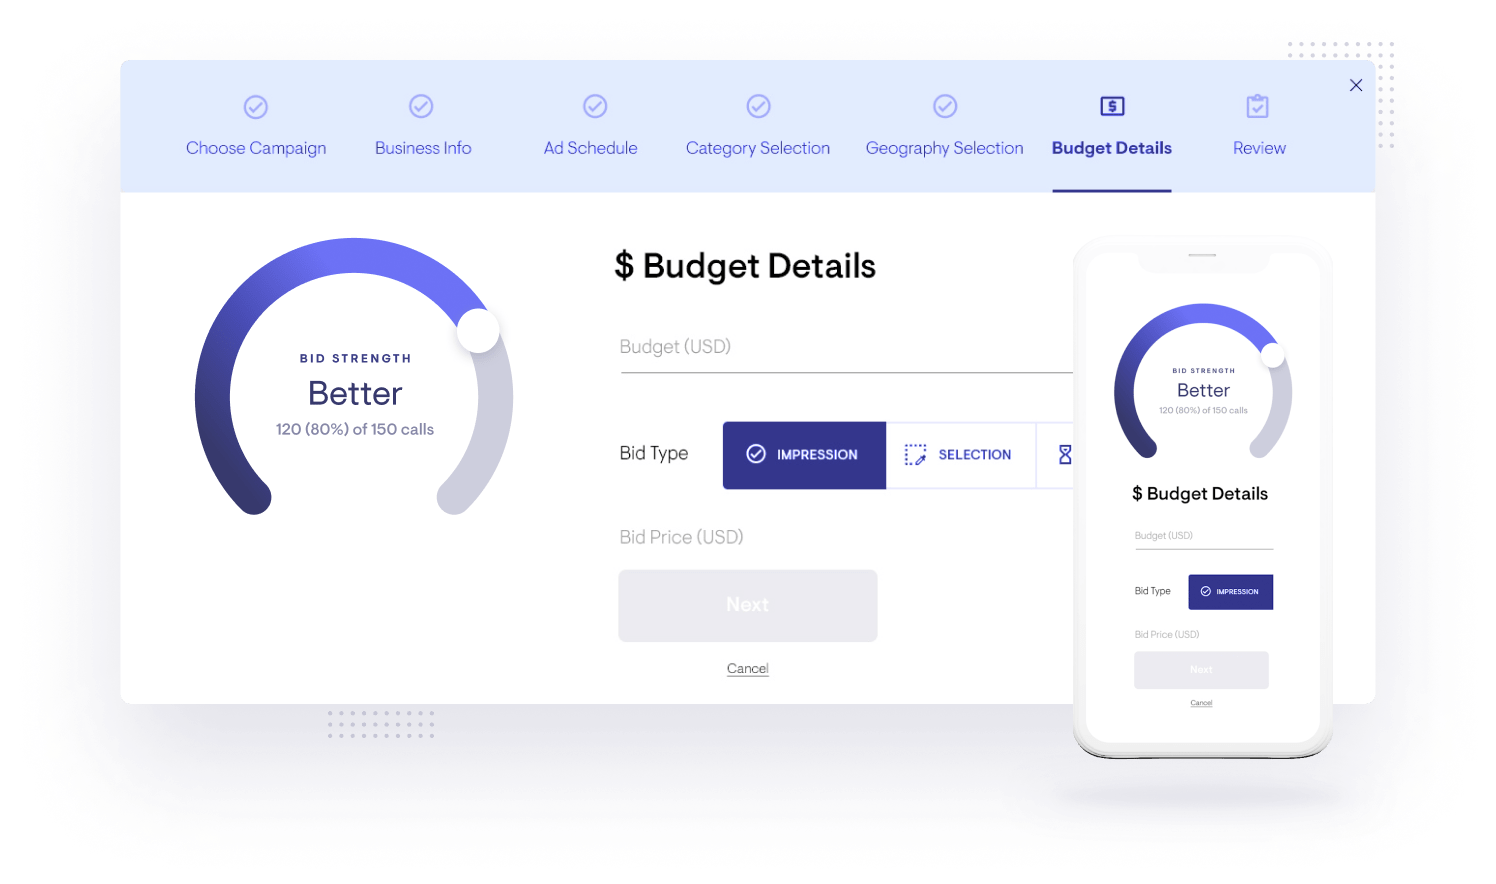 Choose Campaign
Business Info
Ad Schedule
Category Selection
Geography Selection
Budget Details
Review
BID STRENGTH
Better
120 (80%) of 150 calls
$ Budget Details
Budget (USD)
Bid Type
IMPRESSION
SELECTION
Bid Price (USD)
Next
Cancel
BID STRENGTH
Better
120 (80%) of 150 calls
$ Budget Details
Budget (USD)
Bid Type
IMPRESSION
Bid Price (USD)
Next
Cancel